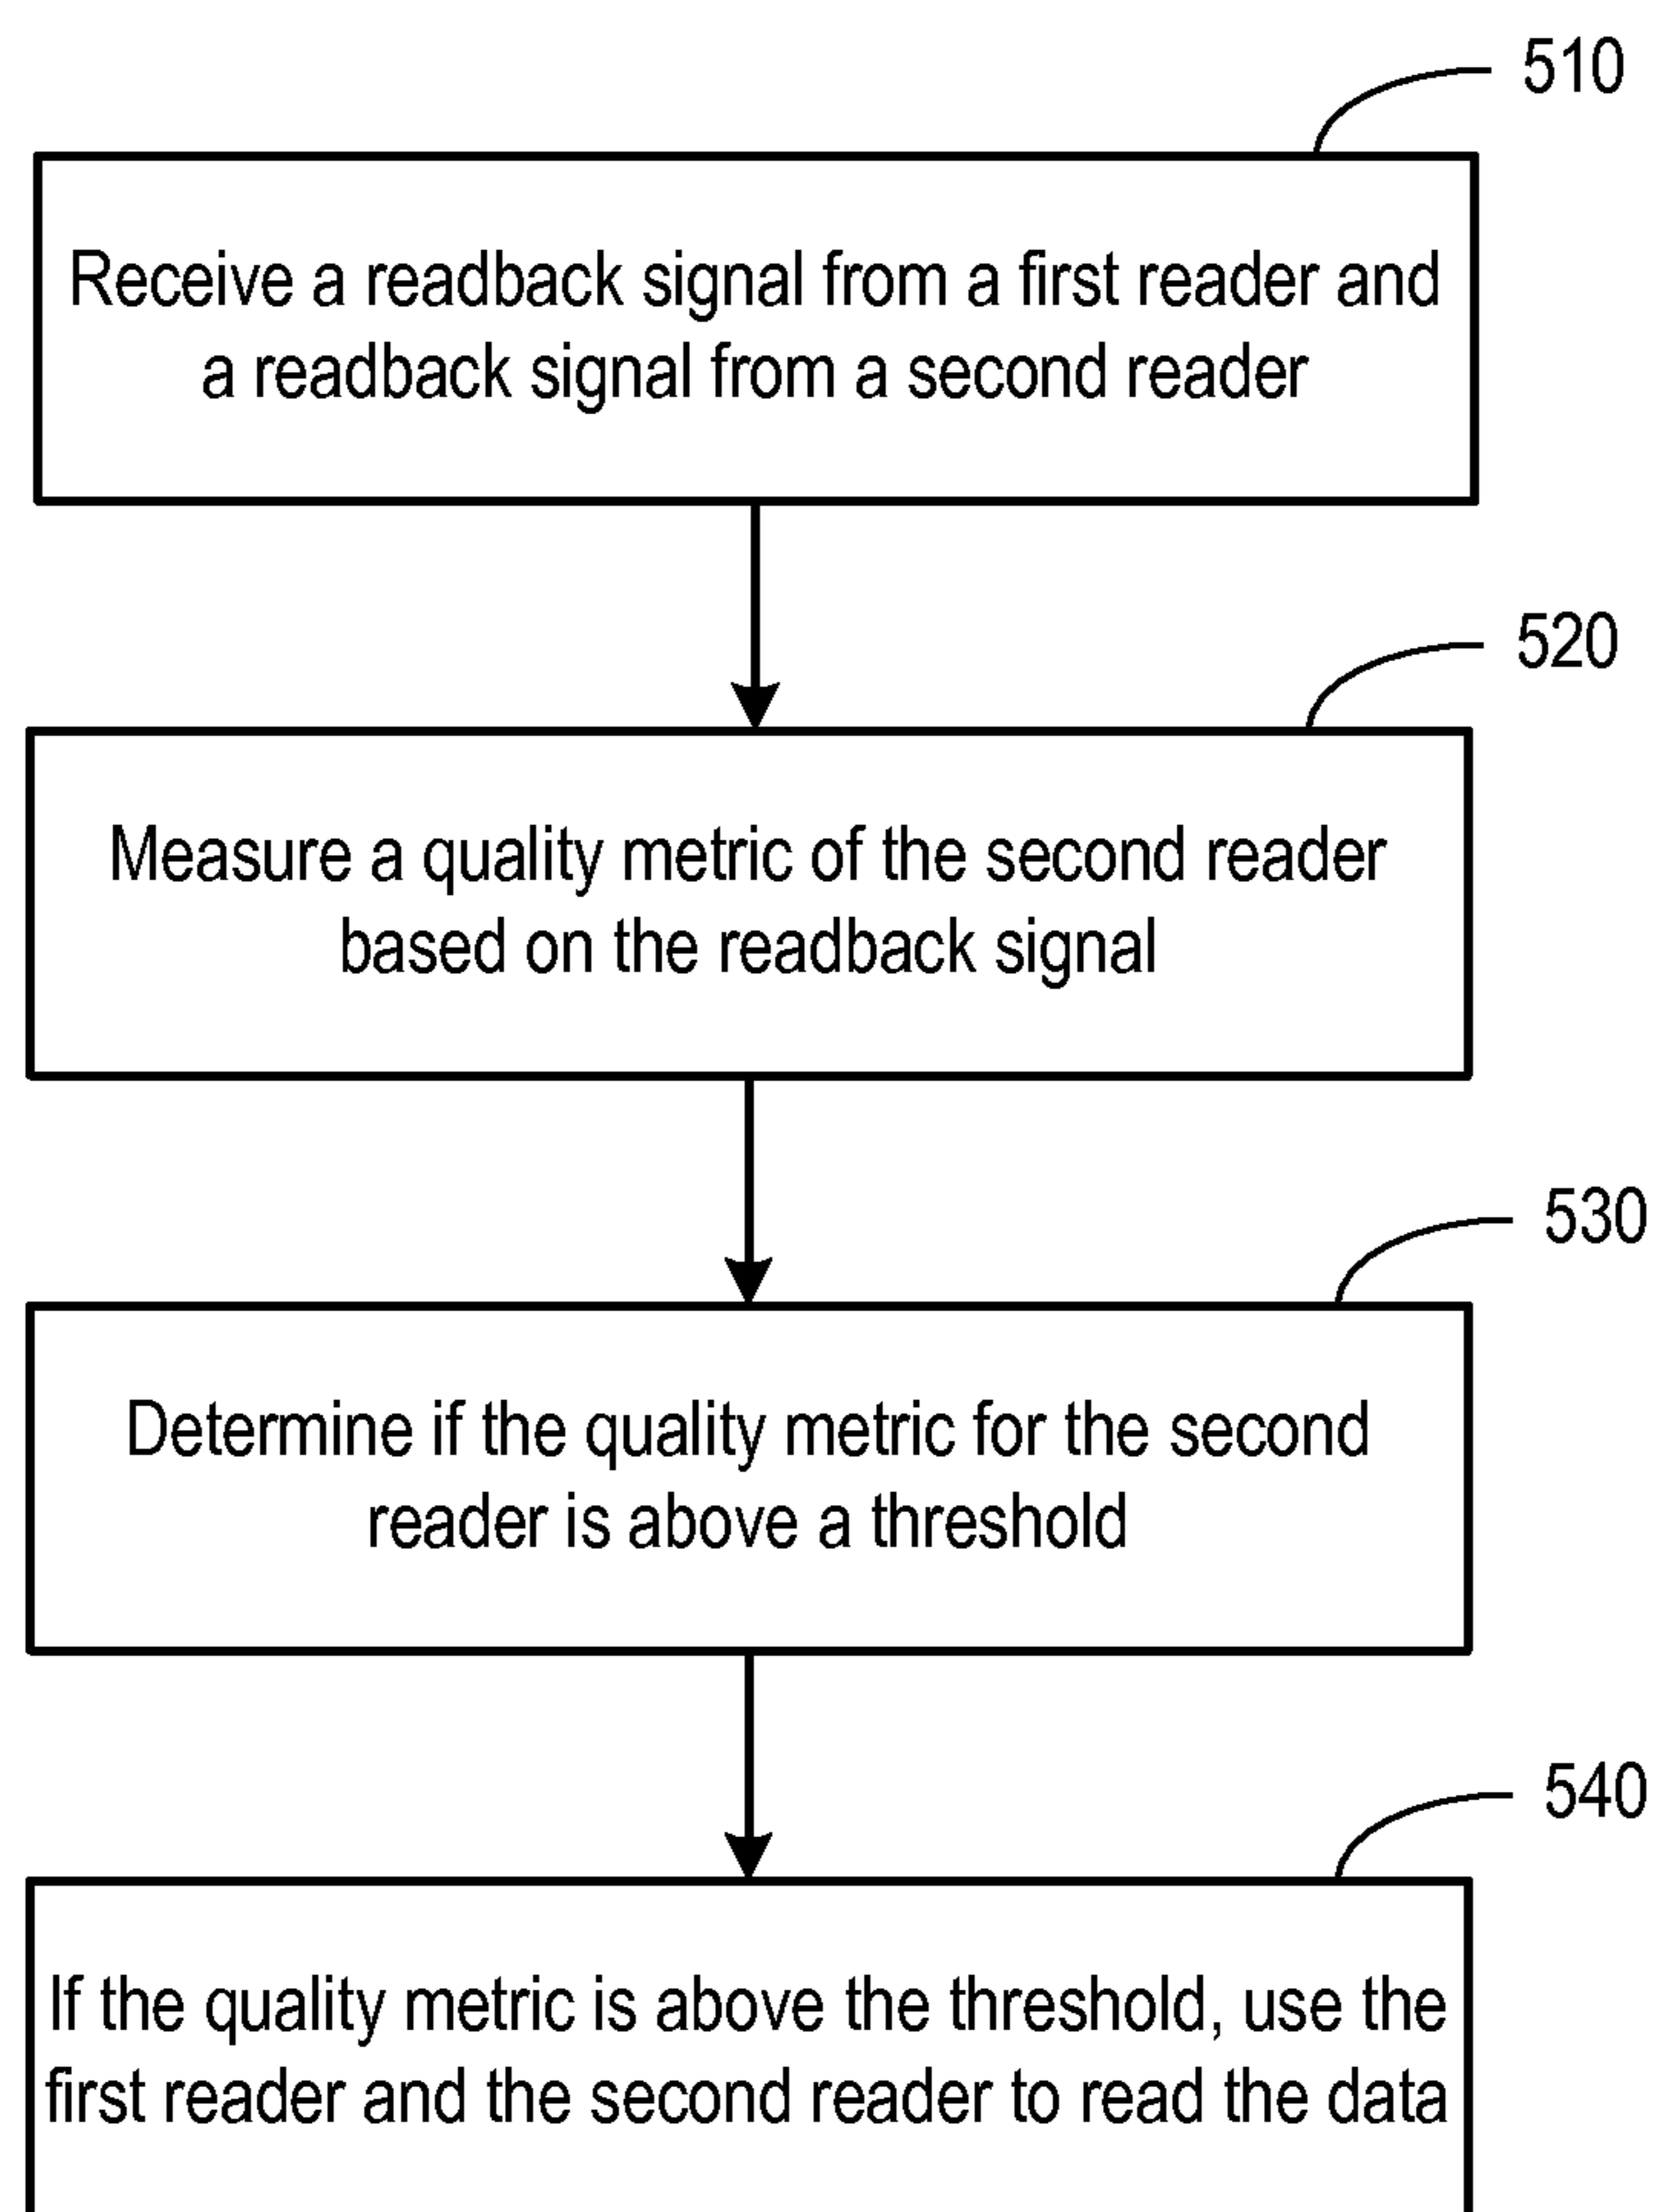 510
Receive a readback signal from a first reader and
a readback signal from a second reader
520
Measure a quality metric of the second reader
based on the readback signal
530
Determine if the quality metric for the second
reader is above a threshold
540
If the quality metric is above the threshold, use the
first reader and the second reader to read the data